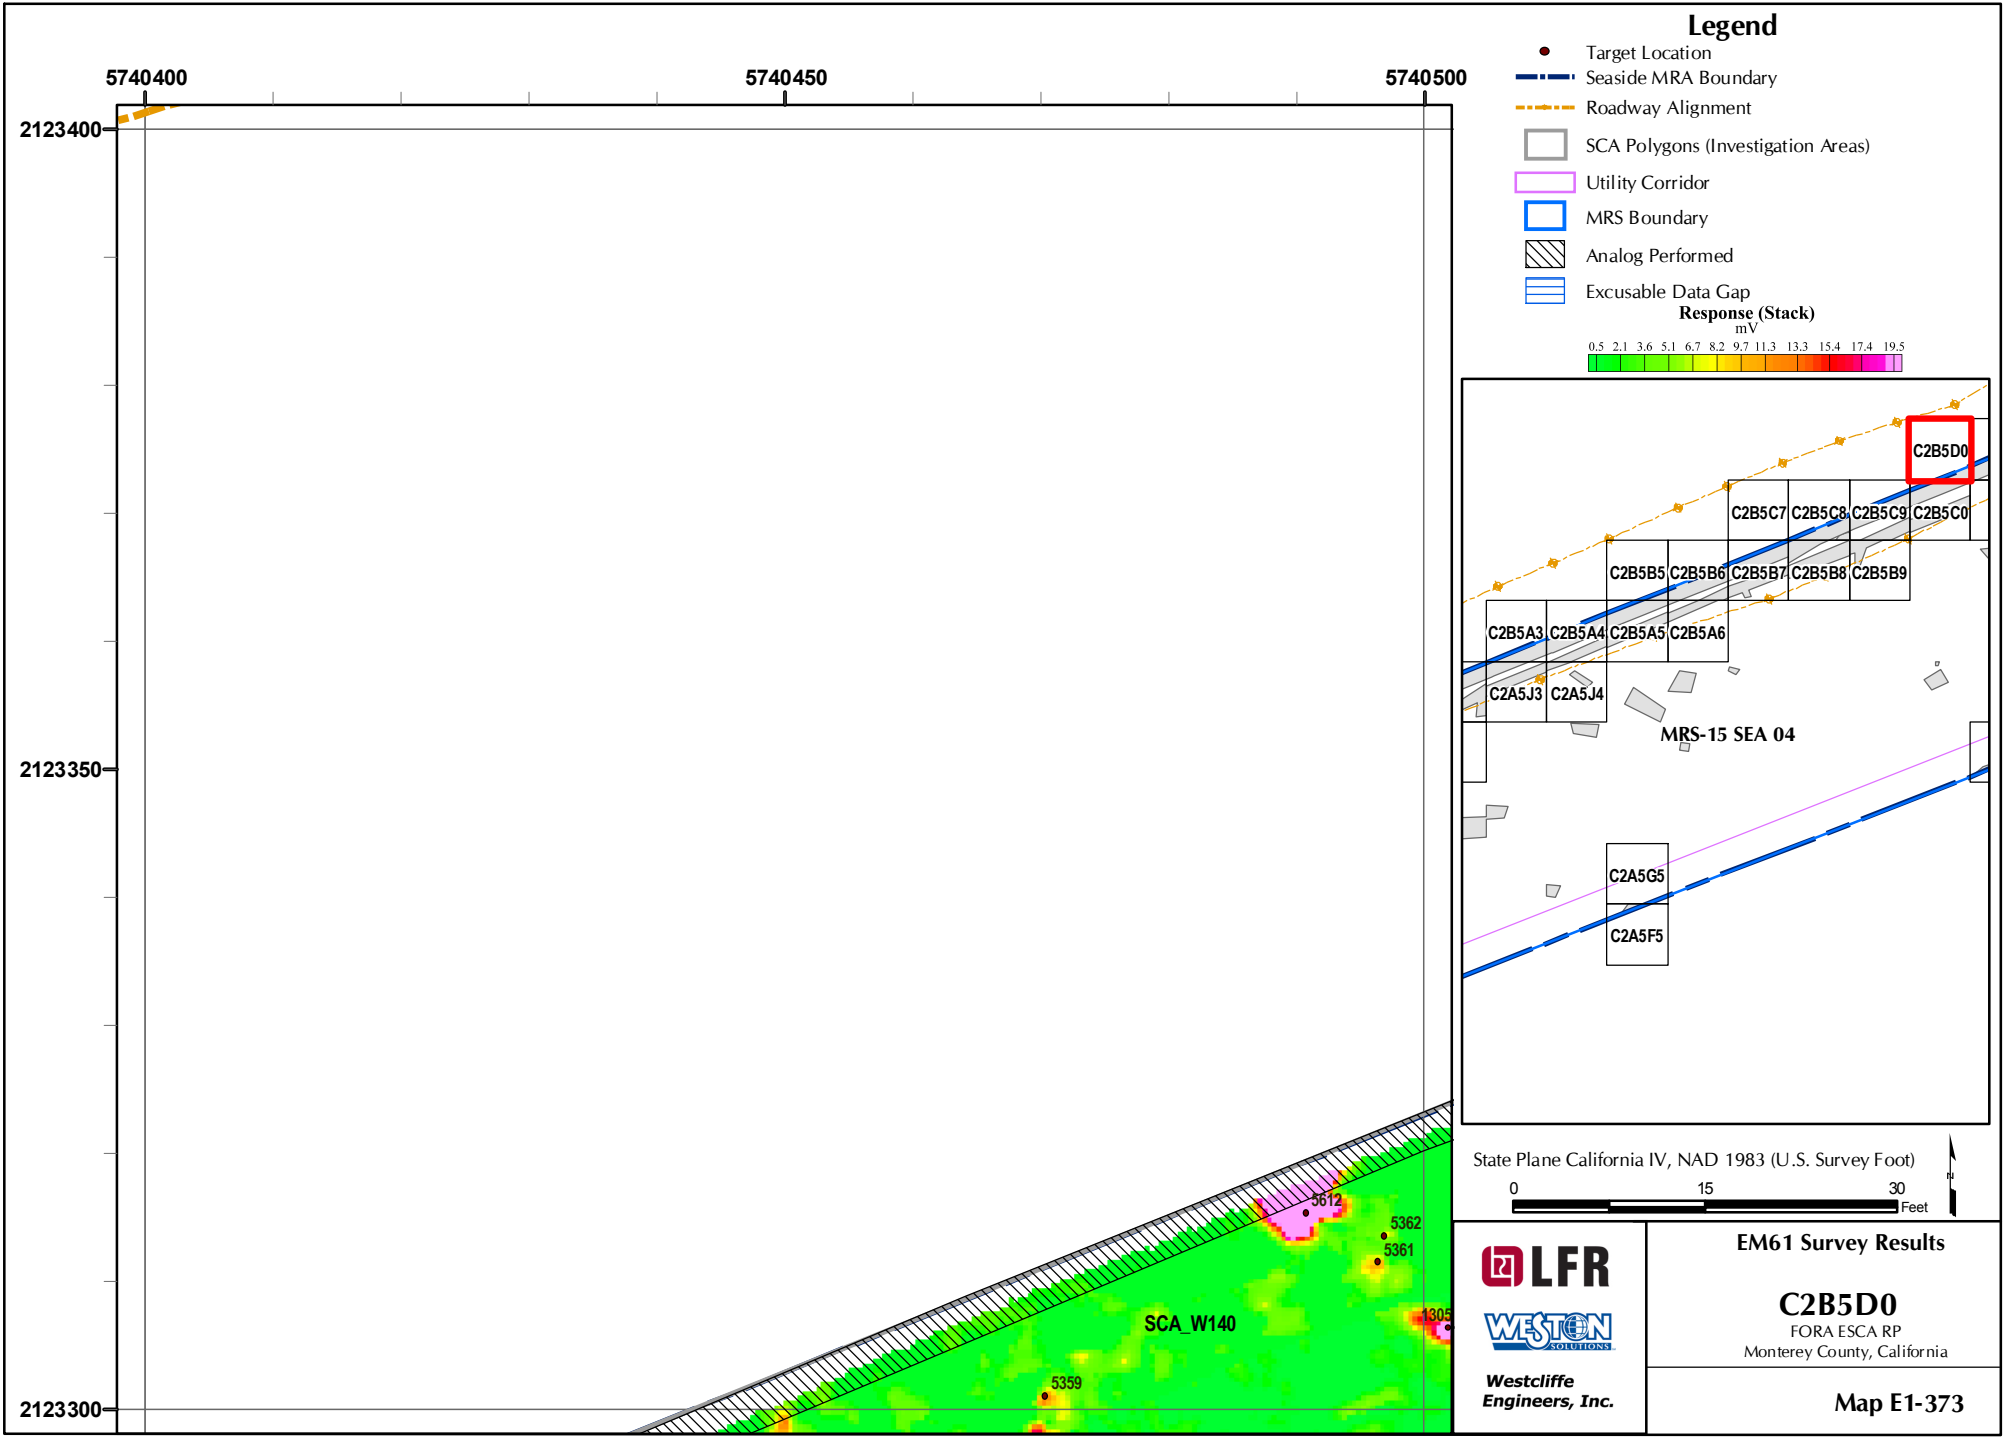 Legend
Target Location
Seaside MRA Boundary
Roadway Alignment
SCA Polygons (Investigation Areas)
Utility Corridor
MRS Boundary
Analog Performed
Excusable Data Gap
Response (Stack)
mV
0.5 2.1 3.6 5.1 6.7 8.2 9.7 11.3 13.3 15.4 17.4 19.5
5740400 5740450 5740500
2123400
2123350
2123300
5612
5362
5361
1305
SCA_W140
5359
C2B5D0
C2B5C7 C2B5C8 C2B5C9 C2B5C0
C2B5B5 C2B5B6 C2B5B7 C2B5B8 C2B5B9
C2B5A3 C2B5A4 C2B5A5 C2B5A6
C2A5J3 C2A5J4
MRS-15 SEA 04
C2A5G5
C2A5F5
State Plane California IV, NAD 1983 (U.S. Survey Foot)
0 15 30
Feet
N
LFR
WESTON
SOLUTIONS
Westcliffe
Engineers, Inc.
EM61 Survey Results
C2B5D0
FORA ESCA RP
Monterey County, California
Map E1-373